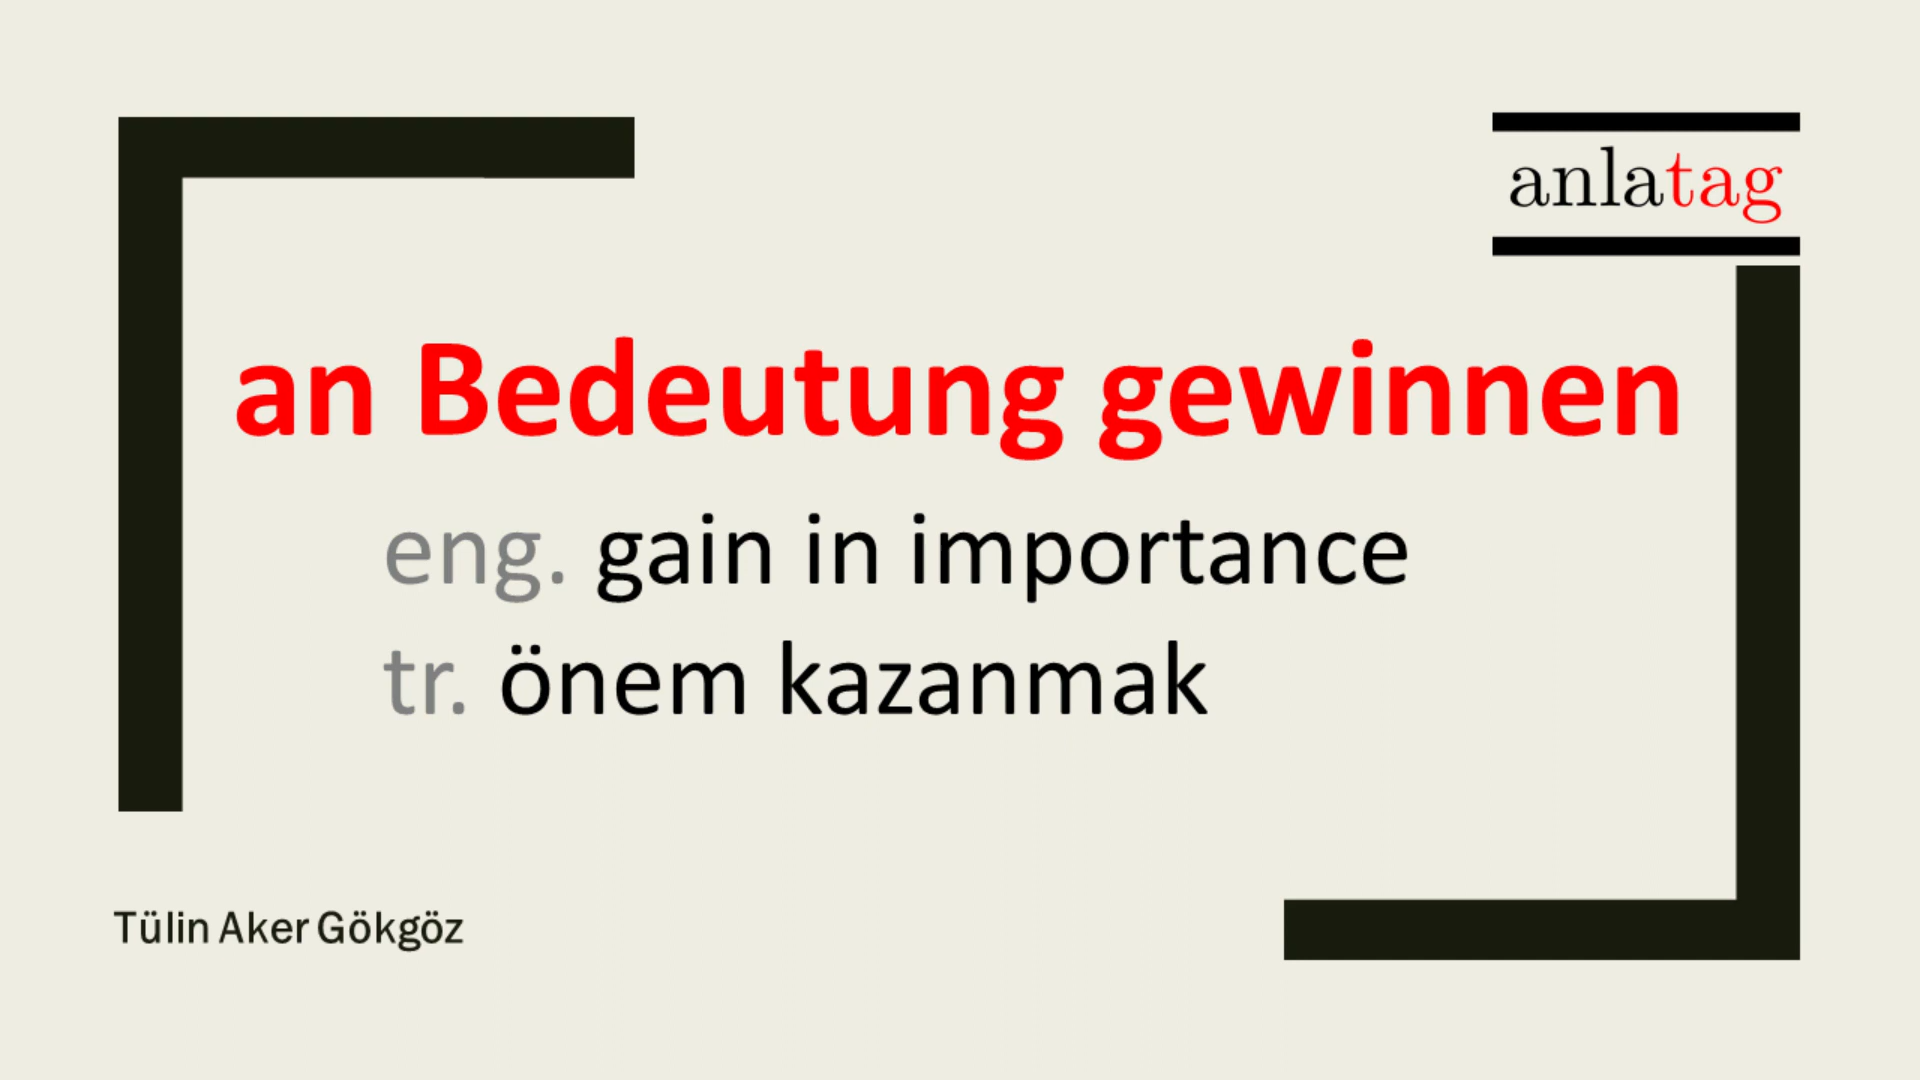 anlatag
an Bedeutung gewinnen
eng. gain in importance
tr. önem kazanmak
Tülin Aker Gökgöz